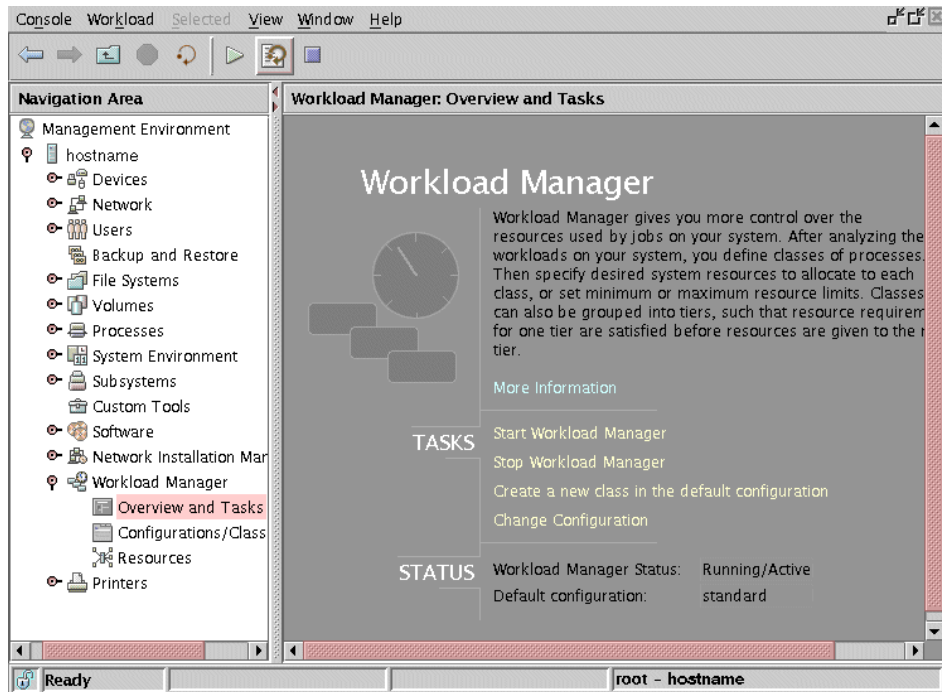 Console Workload Selected View Window Help
Navigation Area
Workload Manager: Overview and Tasks
Management Environment
hostname
Devices
Network
Users
Backup and Restore
File Systems
Volumes
Processes
System Environment
Subsystems
Custom Tools
Software
Network Installation Man
Workload Manager
Overview and Tasks
Configurations/Class
Resources
Printers
Workload Manager
Workload Manager gives you more control over the
resources used by jobs on your system. After analyzing the
workloads on your system, you define classes of processes.
Then specify desired system resources to allocate to each
class, or set minimum or maximum resource limits. Classes
can also be grouped into tiers, such that resource requirem
for one tier are satisfied before resources are given to the
tier.
More Information
TASKS
Start Workload Manager
Stop Workload Manager
Create a new class in the default configuration
Change Configuration
STATUS
Workload Manager Status: Running/Active
Default configuration: standard
Ready
root - hostname